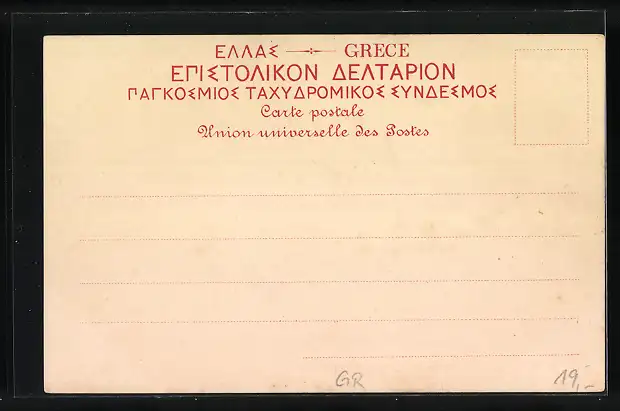 ΕΛΛΑΣ —·— GRECE
ΕΠΙΣΤΟΛΙΚΟΝ ΔΕΛΤΑΡΙΟΝ
ΠΑΓΚΟΣΜΙΟΣ ΤΑΧΥΔΡΟΜΙΚΟΣ ΣΥΝΔΕΣΜΟΣ
Carte postale
Union universelle des Postes
GR 19,-